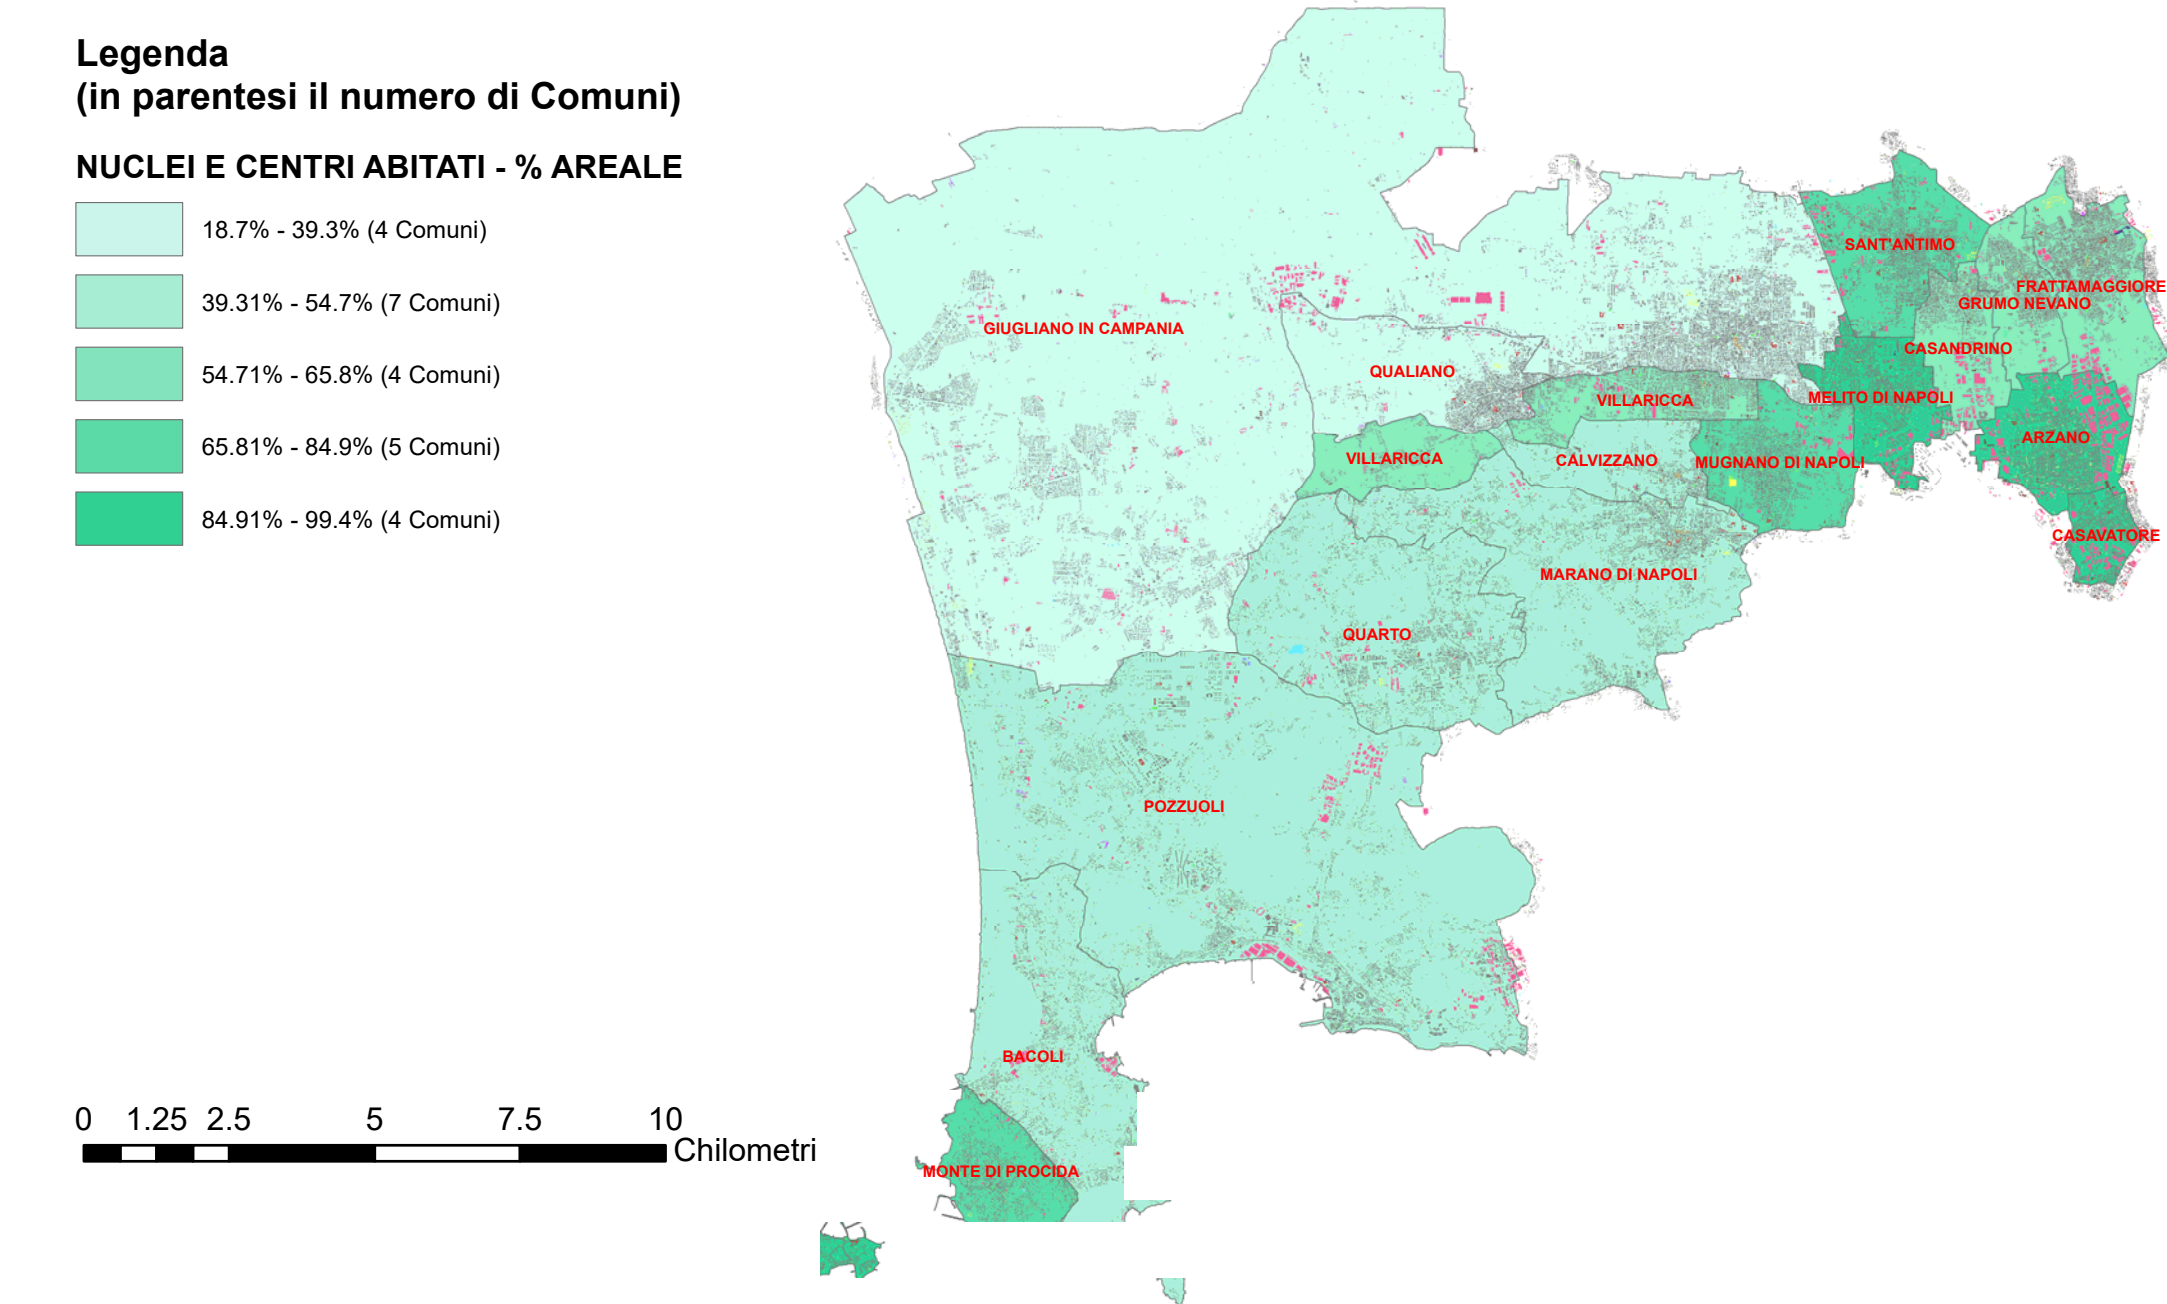 Legenda
(in parentesi il numero di Comuni)
NUCLEI E CENTRI ABITATI - % AREALE
18.7% - 39.3% (4 Comuni)
39.31% - 54.7% (7 Comuni)
54.71% - 65.8% (4 Comuni)
65.81% - 84.9% (5 Comuni)
84.91% - 99.4% (4 Comuni)
SANT'ANTIMO
FRATTAMAGGIORE
GRUMO NEVANO
GIUGLIANO IN CAMPANIA
CASANDRINO
QUALIANO
VILLARICCA
MELITO DI NAPOLI
ARZANO
VILLARICCA
CALVIZZANO
MUGNANO DI NAPOLI
CASAVATORE
MARANO DI NAPOLI
QUARTO
POZZUOLI
BACOLI
MONTE DI PROCIDA
0 1.25 2.5 5 7.5 10
Chilometri